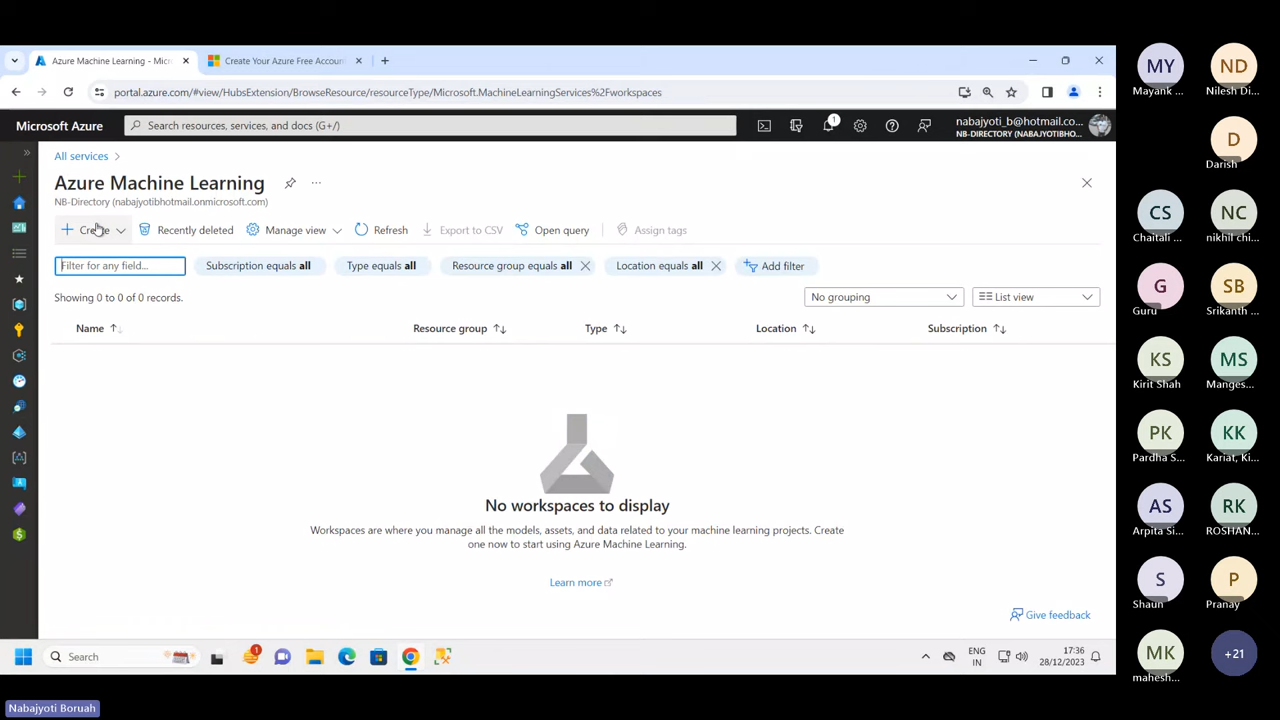 Azure Machine Learning - Micr
Create Your Azure Free Accoun
portal.azure.com/#view/HubsExtension/BrowseResource/resourceType/Microsoft.MachineLearningServices%2Fworkspaces
Microsoft Azure
Search resources, services, and docs (G+/)
1
nabajyoti_b@hotmail.co...
NB-DIRECTORY (NABAJYOTIBHO...
All services
Azure Machine Learning
NB-Directory (nabajyotibhotmail.onmicrosoft.com)
Create
Recently deleted
Manage view
Refresh
Export to CSV
Open query
Assign tags
Filter for any field...
Subscription equals all
Type equals all
Resource group equals all
Location equals all
Add filter
Showing 0 to 0 of 0 records.
No grouping
List view
Name
Resource group
Type
Location
Subscription
No workspaces to display
Workspaces are where you manage all the models, assets, and data related to your machine learning projects. Create
one now to start using Azure Machine Learning.
Learn more
Give feedback
Search
1
ENG
IN
17:36
28/12/2023
Nabajyoti Boruah
MY
Mayank ...
ND
Nilesh Di...
D
Darish
CS
Chaitali ...
NC
nikhil chi...
G
Guru
SB
Srikanth ...
KS
Kirit Shah
MS
Manges...
PK
Pardha S...
KK
Kariat, Ki...
AS
Arpita Si...
RK
ROSHAN...
S
Shaun
P
Pranay
MK
mahesh...
+21